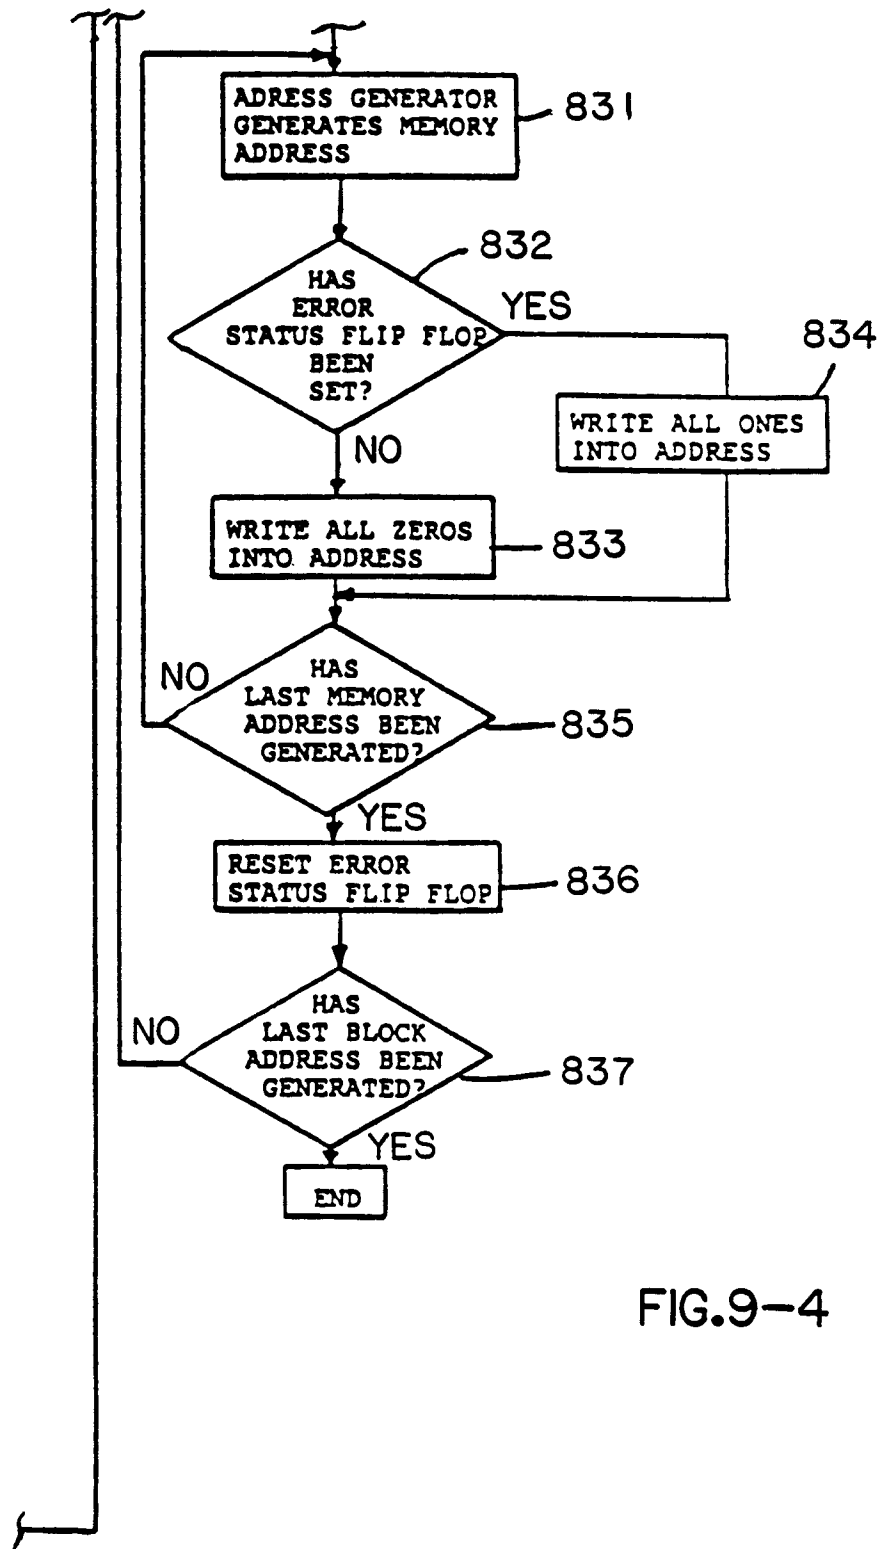 ADRESS GENERATOR
GENERATES MEMORY
ADDRESS
831
HAS
ERROR
STATUS FLIP FLOP
BEEN
SET?
832
YES
834
WRITE ALL ONES
INTO ADDRESS
NO
WRITE ALL ZEROS
INTO ADDRESS
833
NO
HAS
LAST MEMORY
ADDRESS BEEN
GENERATED?
835
YES
RESET ERROR
STATUS FLIP FLOP
836
NO
HAS
LAST BLOCK
ADDRESS BEEN
GENERATED?
837
YES
END
FIG.9-4